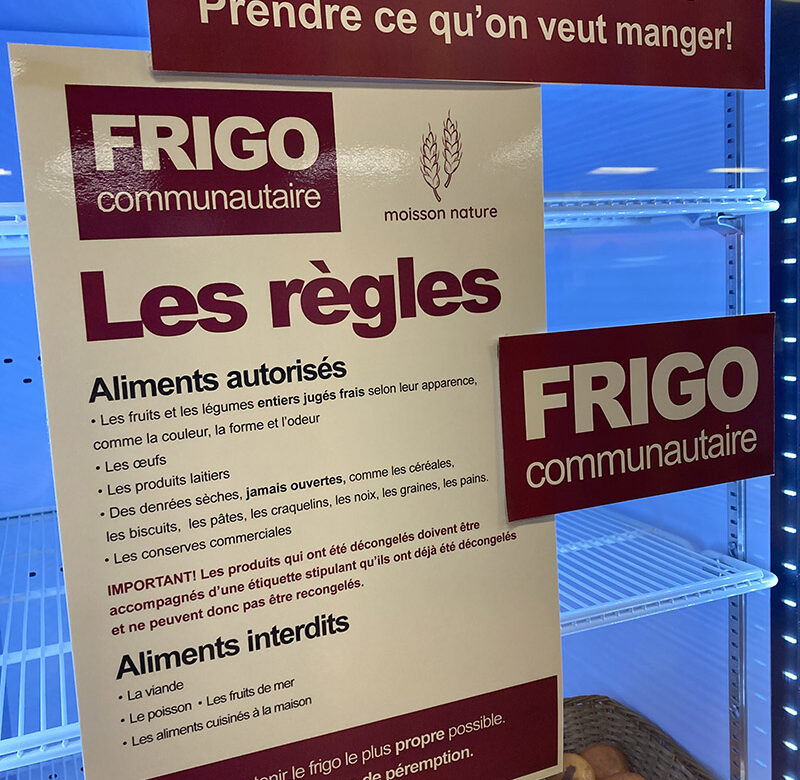 Prendre ce qu'on veut manger!
FRIGO
communautaire
moisson nature
Les règles
Aliments autorisés
• Les fruits et les légumes entiers jugés frais selon leur apparence,
comme la couleur, la forme et l'odeur
• Les œufs
• Les produits laitiers
• Des denrées sèches, jamais ouvertes, comme les céréales,
les biscuits, les pâtes, les craquelins, les noix, les graines, les pains.
• Les conserves commerciales
IMPORTANT! Les produits qui ont été décongelés doivent être
accompagnés d'une étiquette stipulant qu'ils ont déjà été décongelés
et ne peuvent donc pas être recongelés.
Aliments interdits
• La viande
• Le poisson • Les fruits de mer
• Les aliments cuisinés à la maison
le frigo le plus propre possible.
de péremption.
FRIGO
communautaire